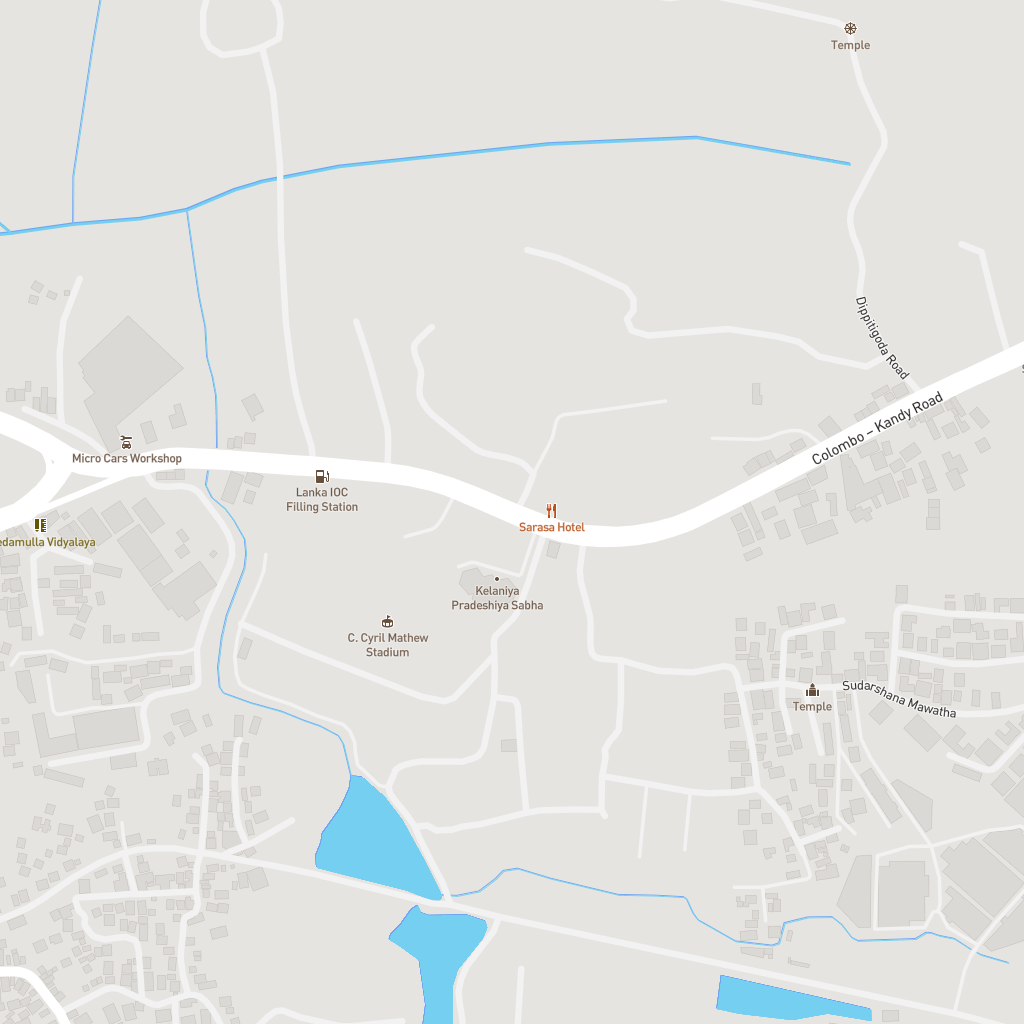 Temple
Dippitigoda Road
Colombo – Kandy Road
Micro Cars Workshop
Lanka IOC
Filling Station
Sarasa Hotel
edamulla Vidyalaya
Kelaniya
Pradeshiya Sabha
C. Cyril Mathew
Stadium
Sudarshana Mawatha
Temple